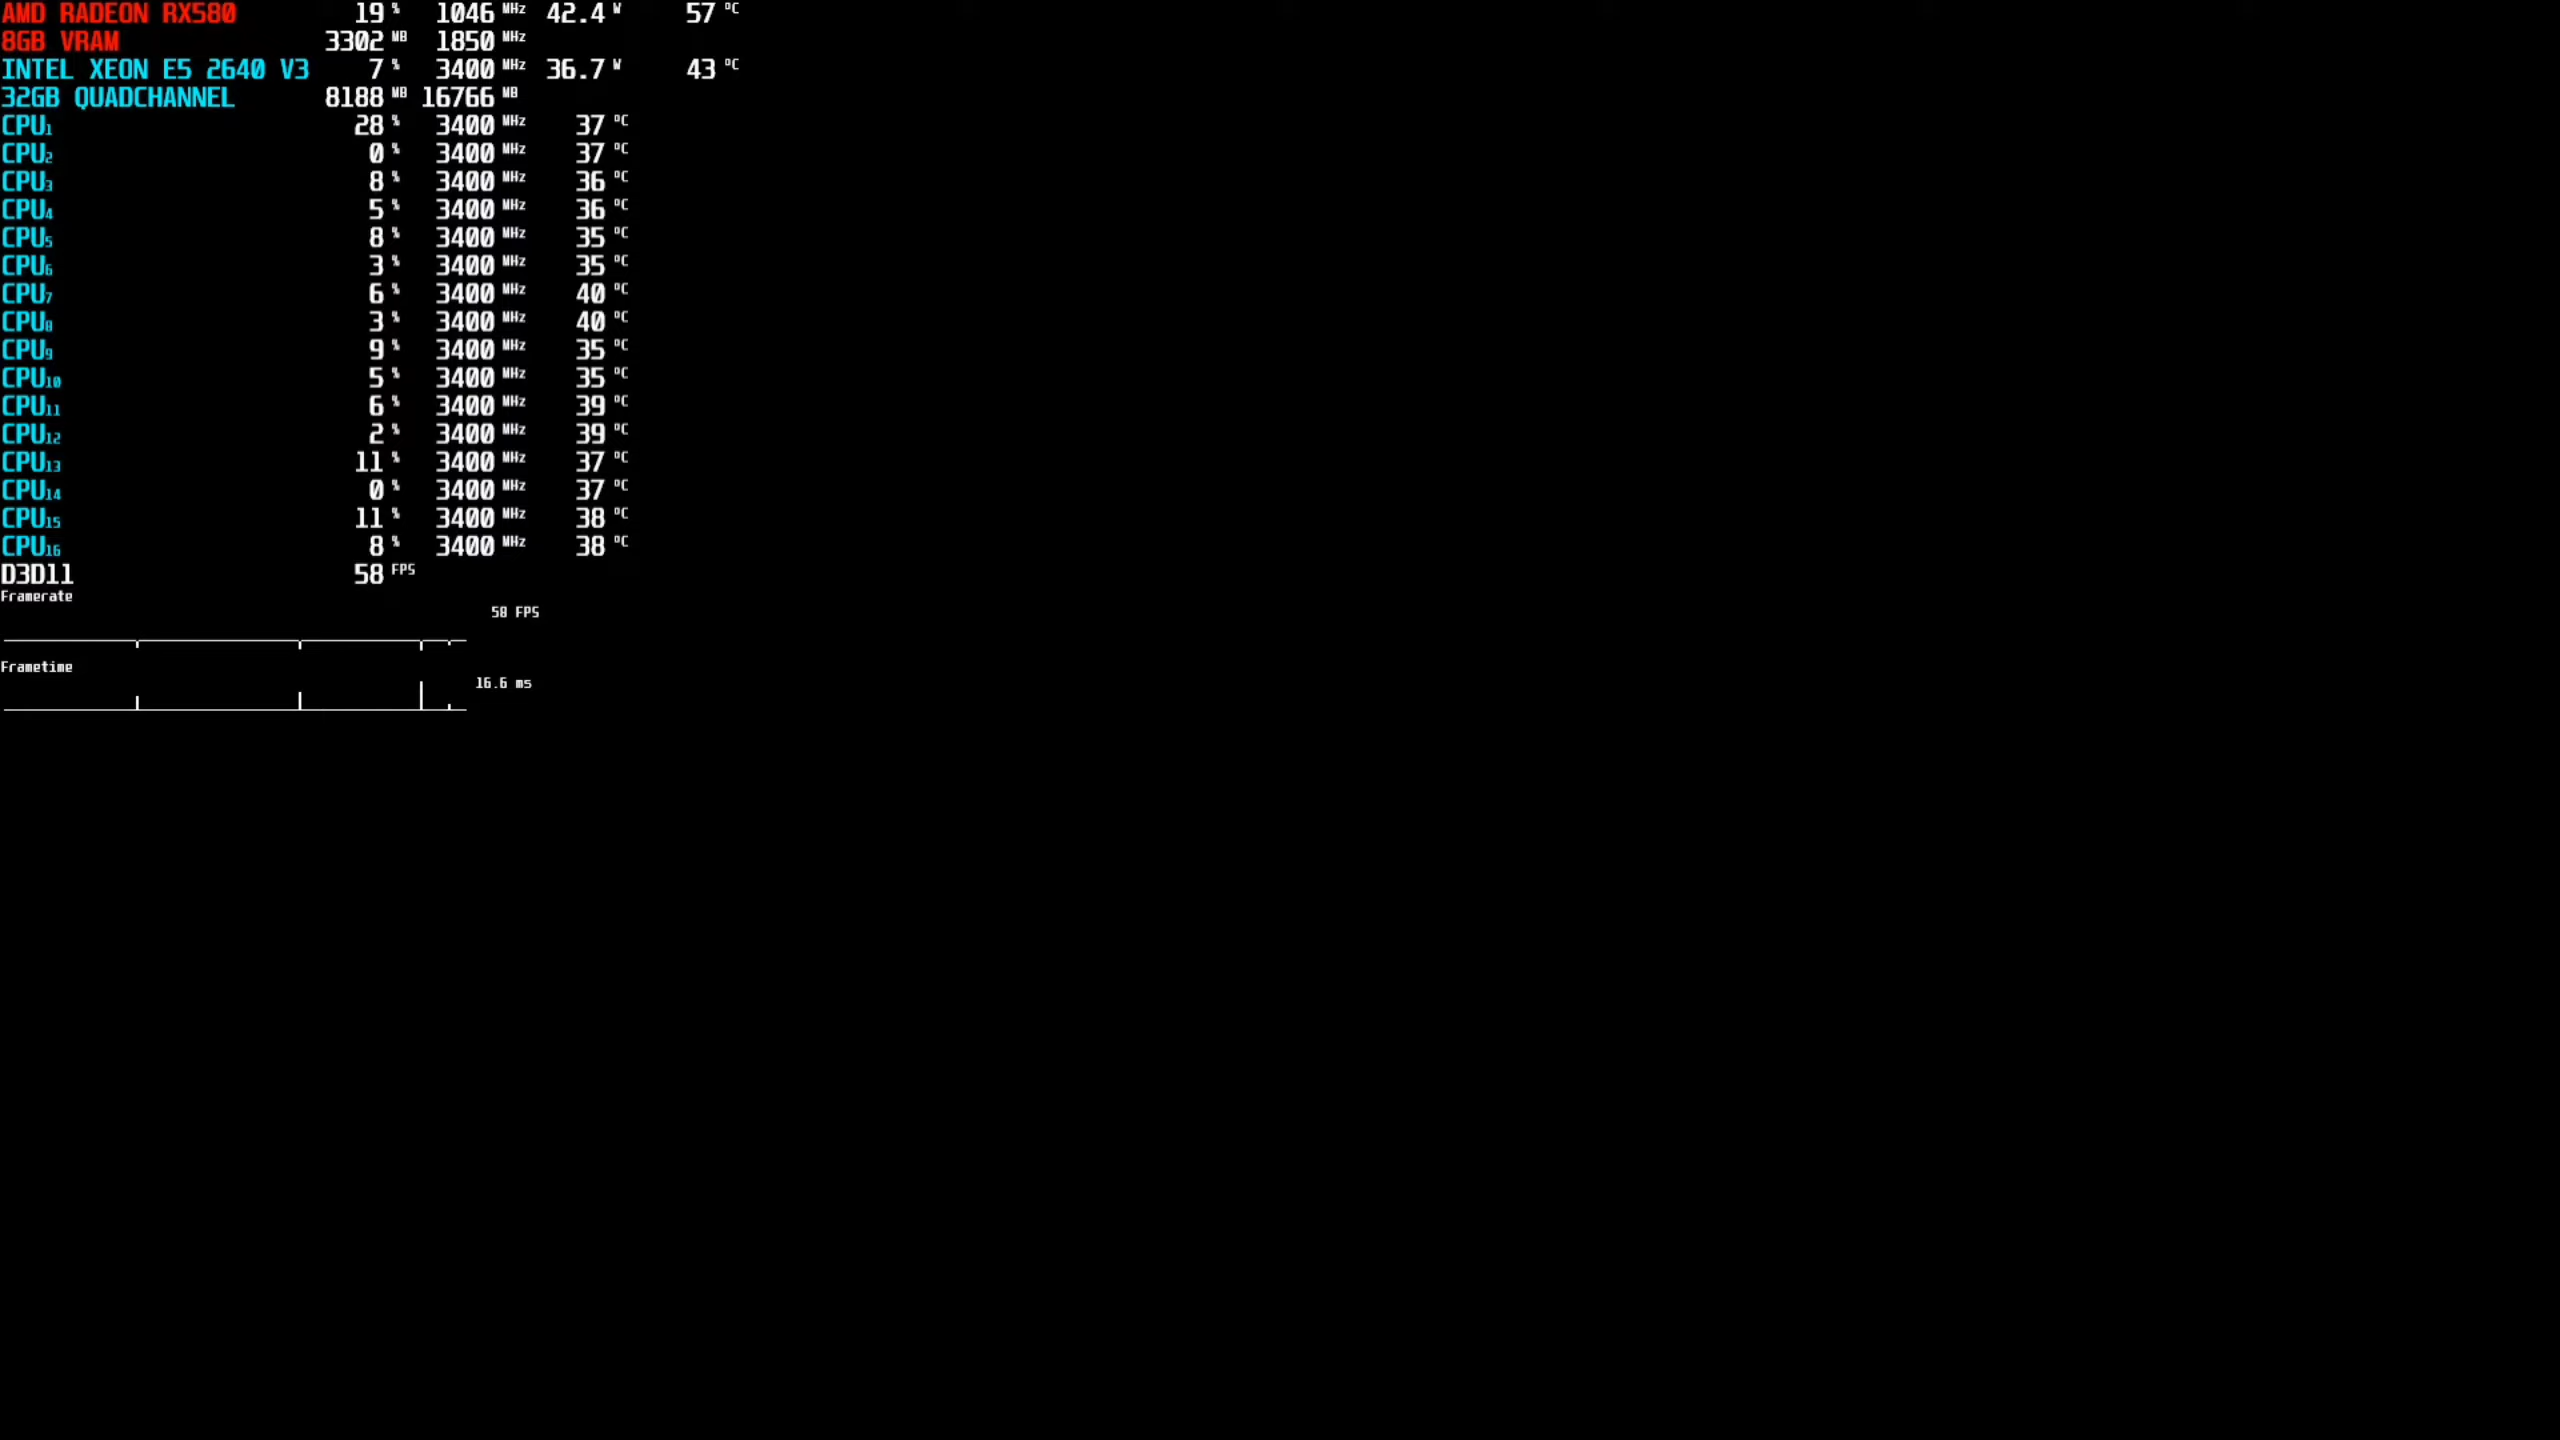 AMD RADEON RX580 19 % 1046 MHz 42.4 W 57 °C
8GB VRAM 3302 MB 1850 MHz
INTEL XEON E5 2640 V3 7 % 3400 MHz 36.7 W 43 °C
32GB QUADCHANNEL 8188 MB 16766 MB
CPU1 28 % 3400 MHz 37 °C
CPU2 0 % 3400 MHz 37 °C
CPU3 8 % 3400 MHz 36 °C
CPU4 5 % 3400 MHz 36 °C
CPU5 8 % 3400 MHz 35 °C
CPU6 3 % 3400 MHz 35 °C
CPU7 6 % 3400 MHz 40 °C
CPU8 3 % 3400 MHz 40 °C
CPU9 9 % 3400 MHz 35 °C
CPU10 5 % 3400 MHz 35 °C
CPU11 6 % 3400 MHz 39 °C
CPU12 2 % 3400 MHz 39 °C
CPU13 11 % 3400 MHz 37 °C
CPU14 0 % 3400 MHz 37 °C
CPU15 11 % 3400 MHz 38 °C
CPU16 8 % 3400 MHz 38 °C
D3D11 58 FPS
Framerate
58 FPS
Frametime
16.6 ms